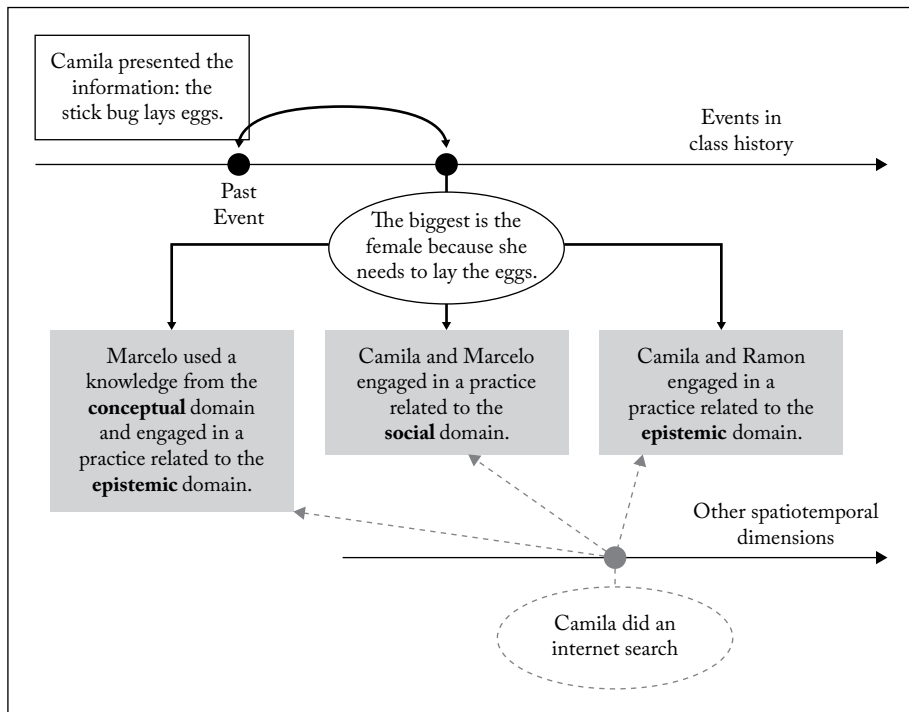 Camila presented the
information: the
stick bug lays eggs.
Events in
class history
Past
Event
The biggest is the
female because she
needs to lay the eggs.
Marcelo used a
knowledge from the
conceptual domain
and engaged in a
practice related to the
epistemic domain.
Camila and Marcelo
engaged in a practice
related to the
social domain.
Camila and Ramon
engaged in a
practice related to the
epistemic domain.
Other spatiotemporal
dimensions
Camila did an
internet search